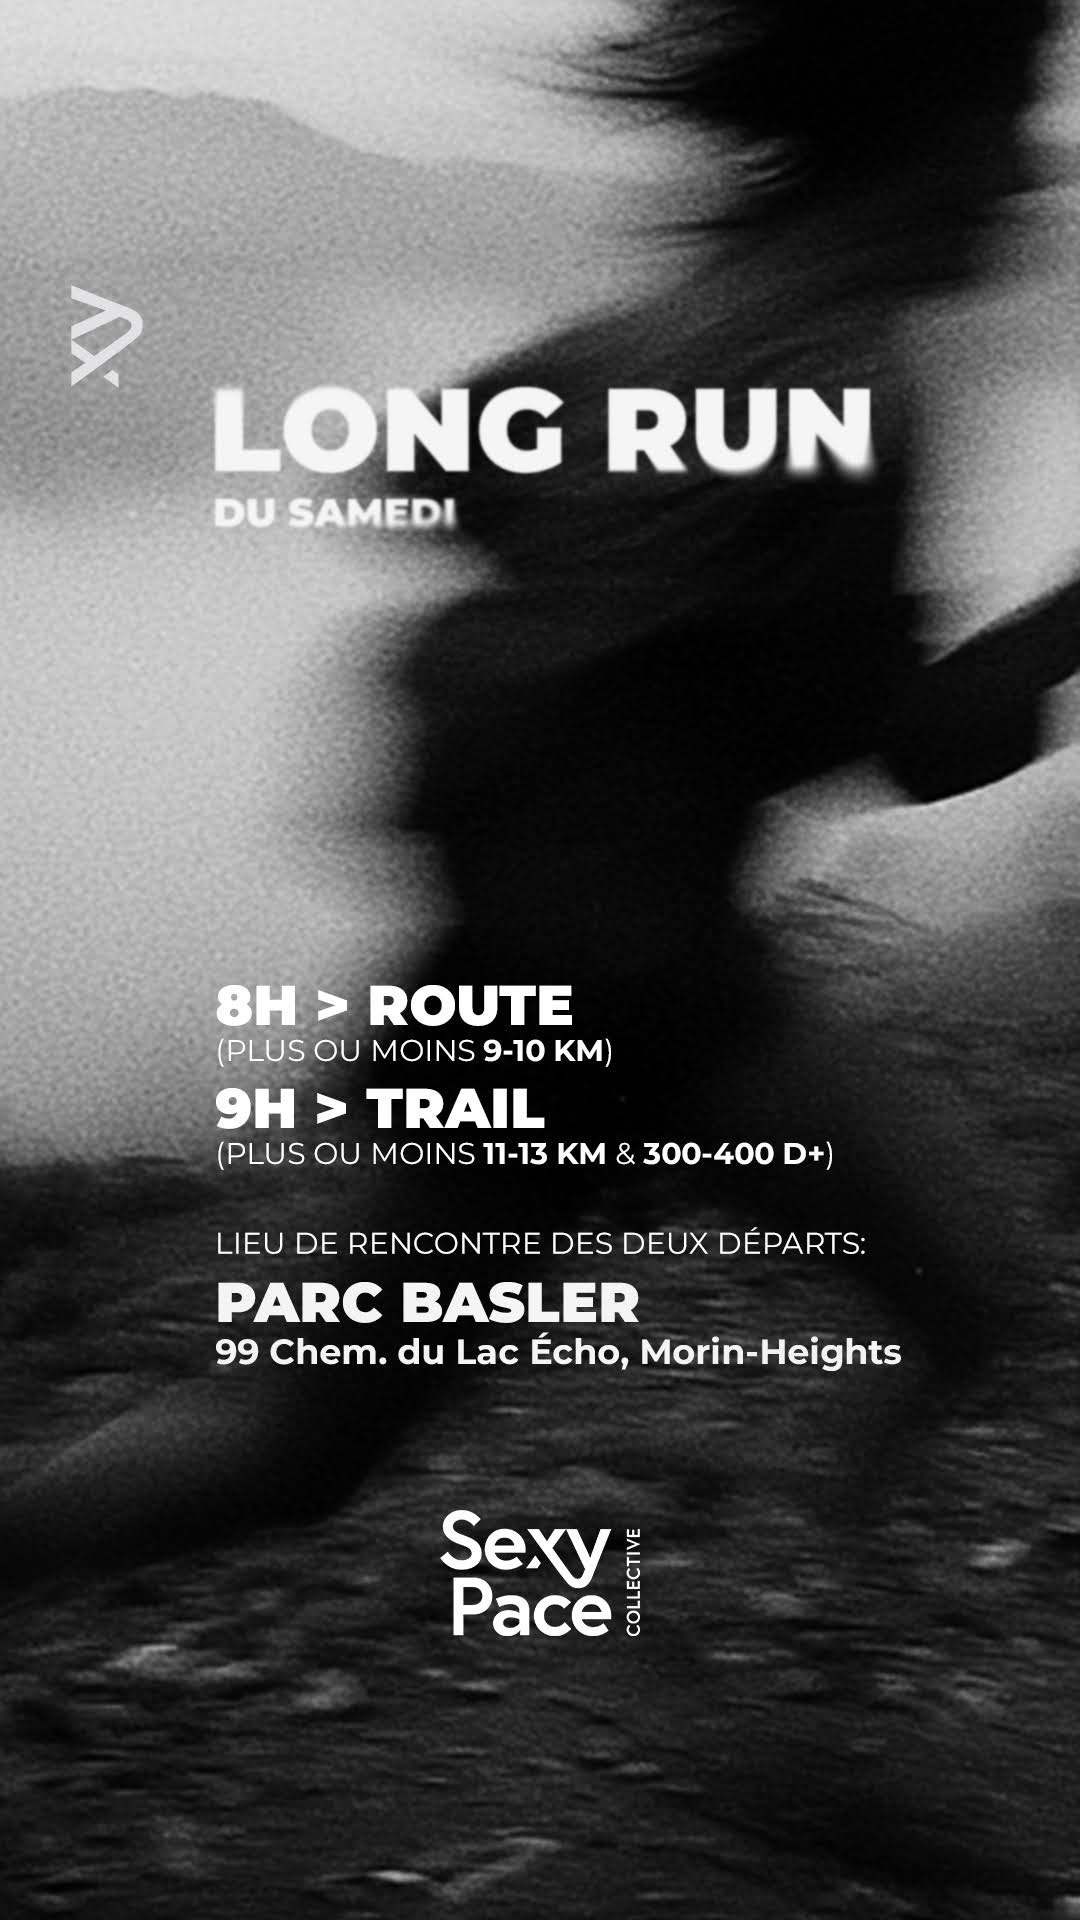 LONG RUN
DU SAMEDI
8H > ROUTE
(PLUS OU MOINS 9-10 KM)
9H > TRAIL
(PLUS OU MOINS 11-13 KM & 300-400 D+)
LIEU DE RENCONTRE DES DEUX DÉPARTS:
PARC BASLER
99 Chem. du Lac Écho, Morin-Heights
Sexy
Pace
COLLECTIVE